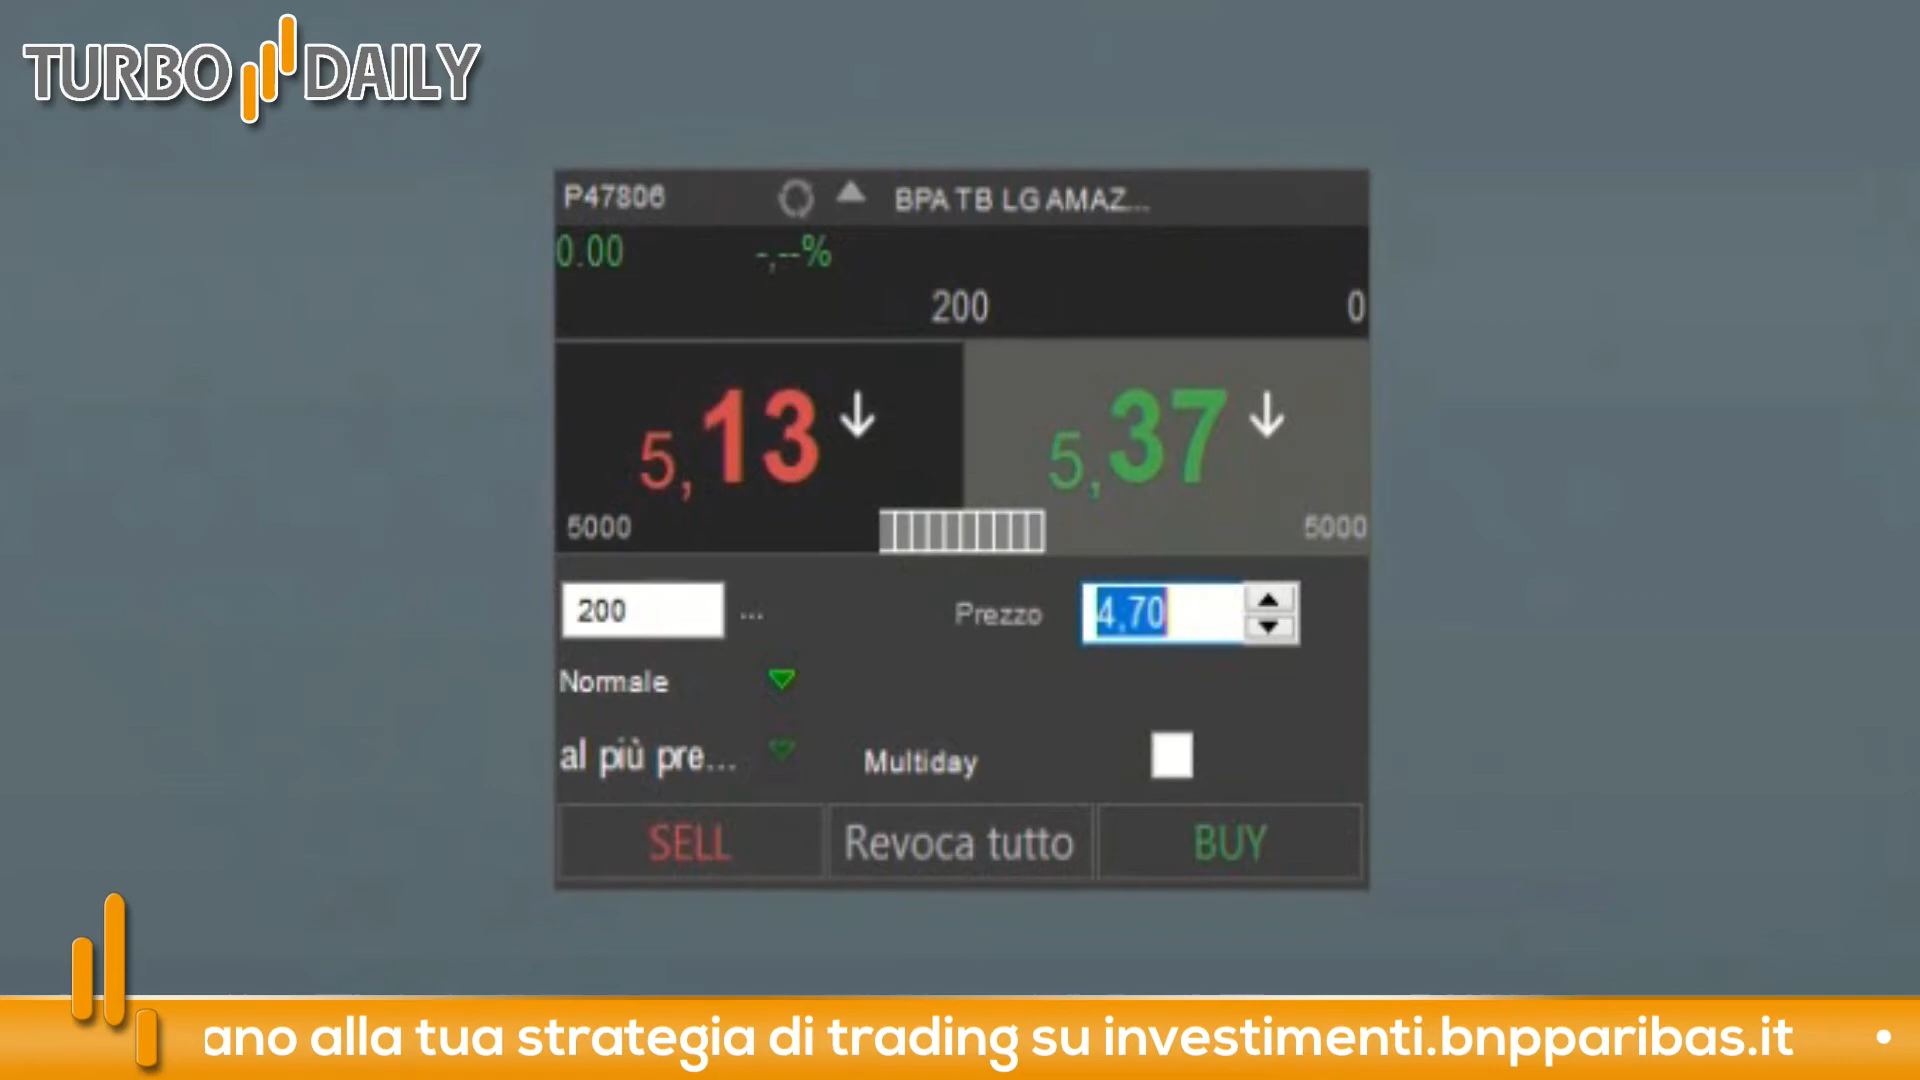 TURBO DAILY
P47806 BPA TB LG AMAZ...
0.00 -,--%
200 0
5,13 5,37
5000 5000
200 ... Prezzo 4,70
Normale
al più pre... Multiday
SELL Revoca tutto BUY
ano alla tua strategia di trading su investimenti.bnpparibas.it •